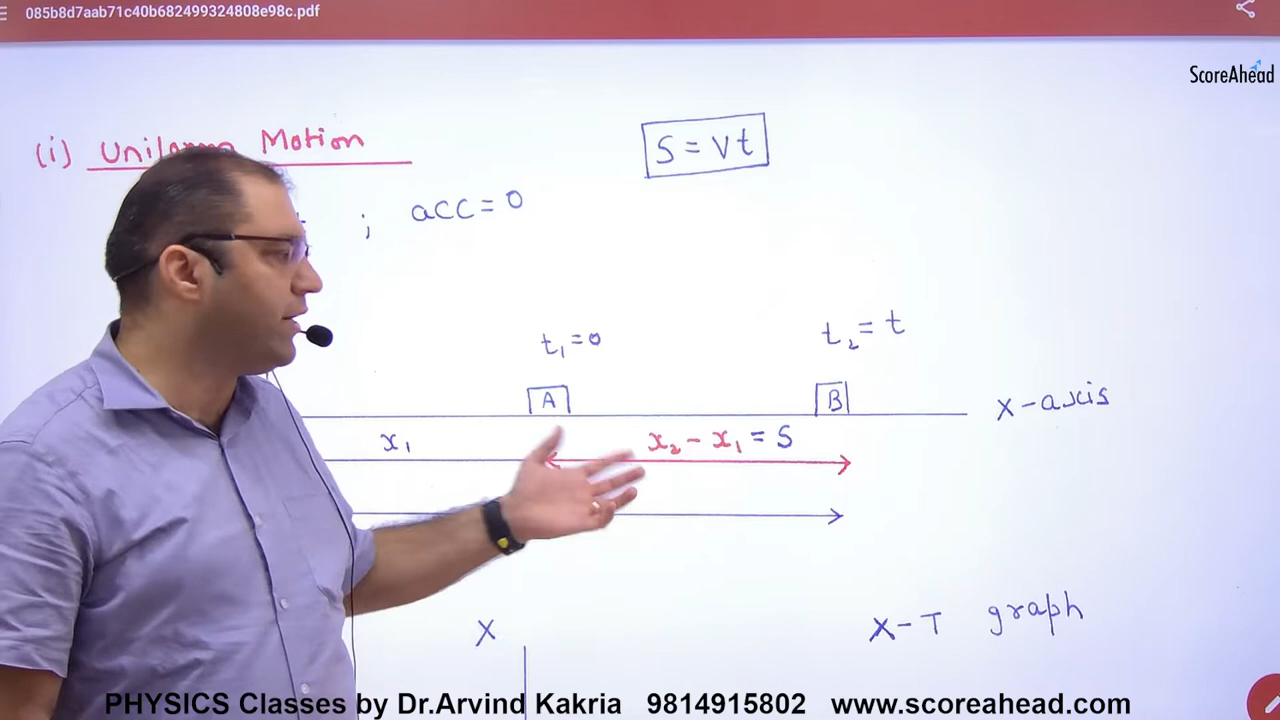 085b8d7aab71c40b682499324808e98c.pdf
ScoreAhead
(i) Uniform Motion
S = vt
; acc = 0
t₁ = 0
t₂ = t
A
B
X-axis
x₁
x₂ - x₁ = S
X
X-T graph
PHYSICS Classes by Dr.Arvind Kakria 9814915802 www.scoreahead.com